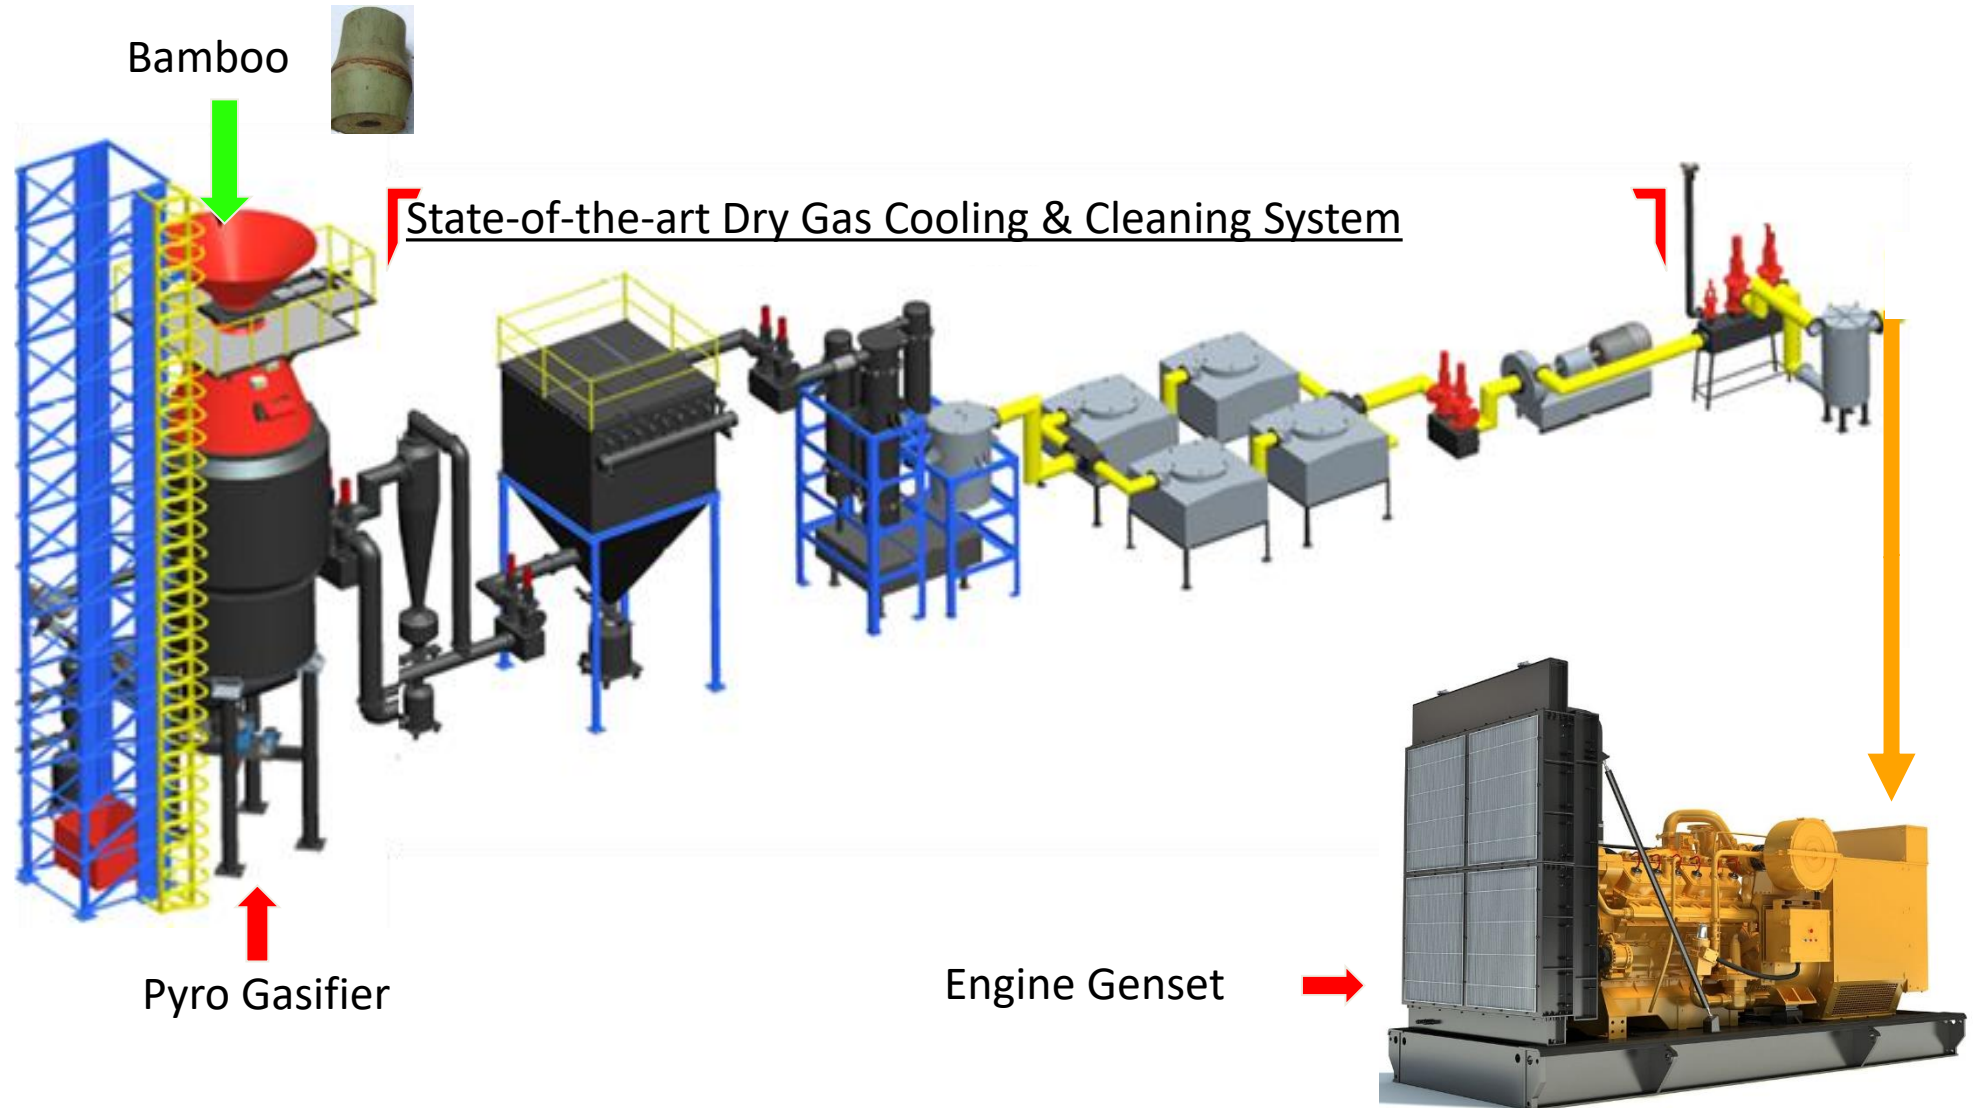 Bamboo
State-of-the-art Dry Gas Cooling & Cleaning System
Pyro Gasifier
Engine Genset